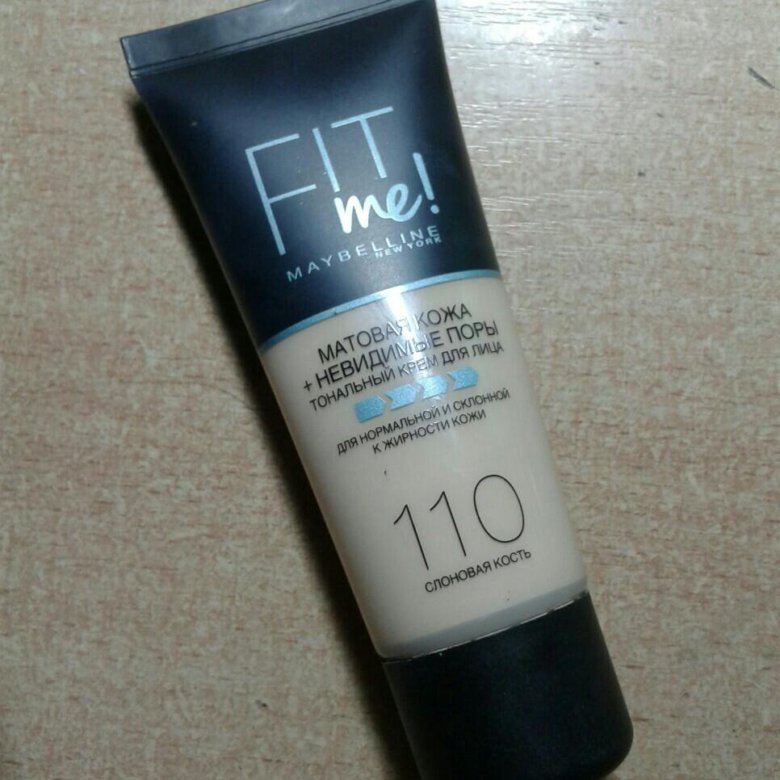 FIT
me!
MAYBELLINE
NEW YORK
МАТОВАЯ КОЖА
+ НЕВИДИМЫЕ ПОРЫ
ТОНАЛЬНЫЙ КРЕМ ДЛЯ ЛИЦА
ДЛЯ НОРМАЛЬНОЙ И СКЛОННОЙ
К ЖИРНОСТИ КОЖИ
110
СЛОНОВАЯ КОСТЬ